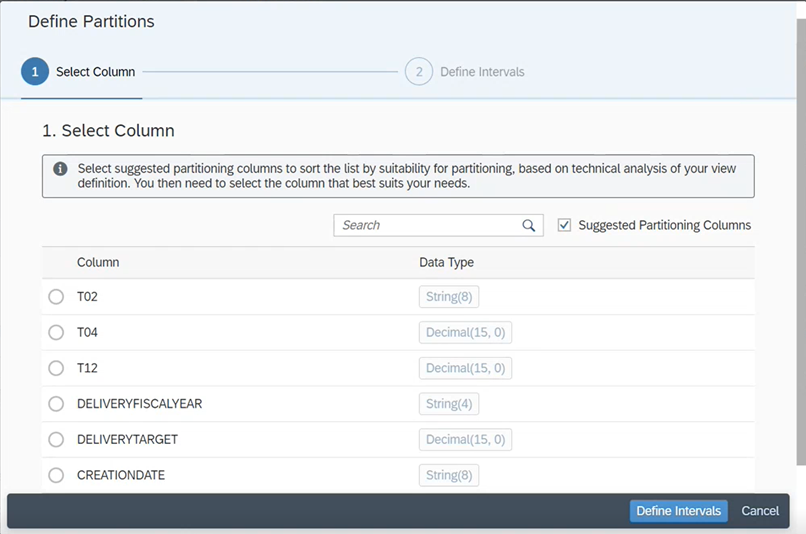 Define Partitions
1 Select Column 2 Define Intervals
1. Select Column
Select suggested partitioning columns to sort the list by suitability for partitioning, based on technical analysis of your view
definition. You then need to select the column that best suits your needs.
Search Suggested Partitioning Columns
Column Data Type
T02 String(8)
T04 Decimal(15, 0)
T12 Decimal(15, 0)
DELIVERYFISCALYEAR String(4)
DELIVERYTARGET Decimal(15, 0)
CREATIONDATE String(8)
Define Intervals Cancel